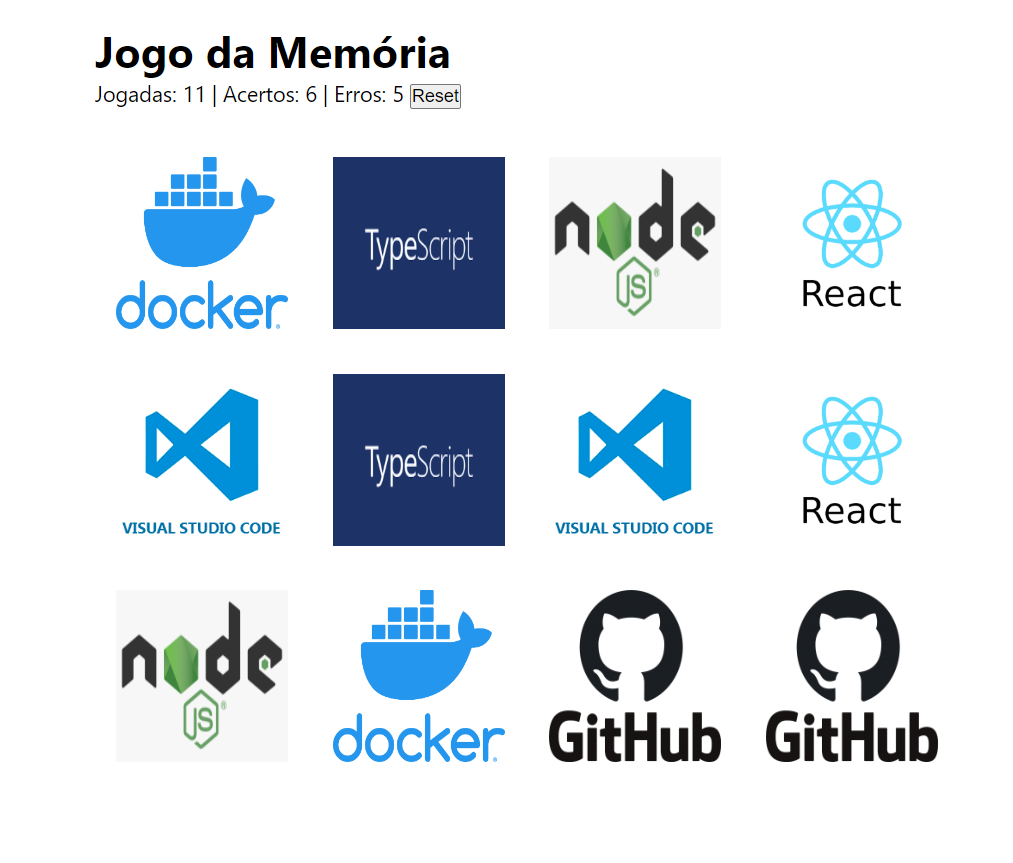 Jogo da Memória
Jogadas: 11 | Acertos: 6 | Erros: 5 Reset
docker
TypeScript
node
JS
®
React
VISUAL STUDIO CODE
TypeScript
VISUAL STUDIO CODE
React
node
JS
®
docker
GitHub
GitHub